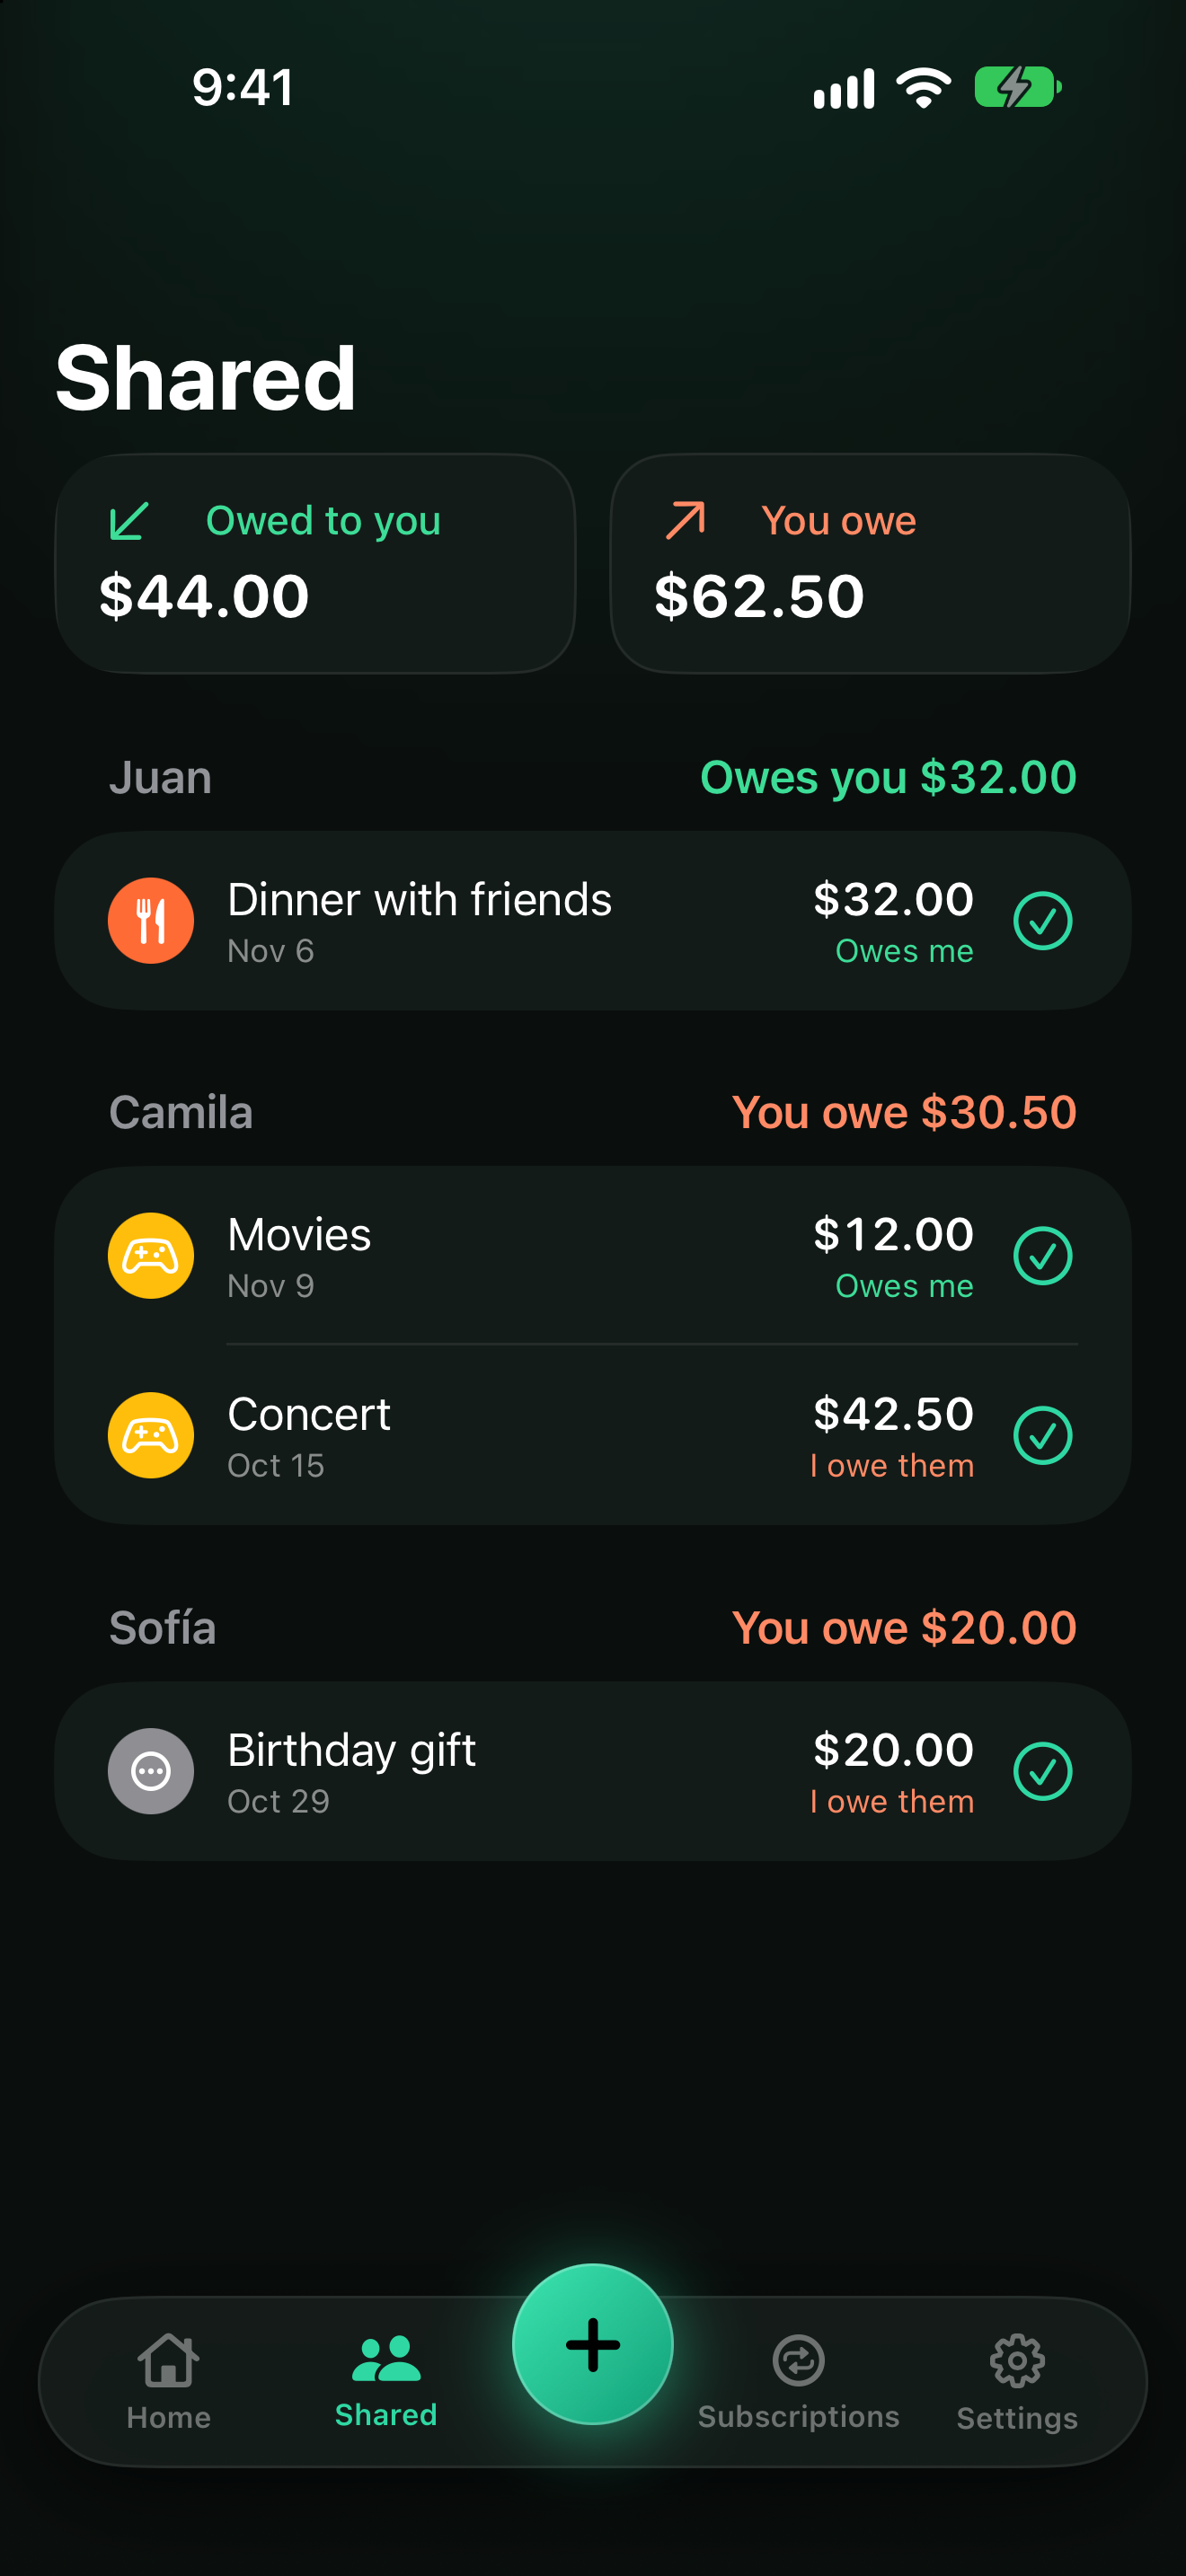 9:41
Shared
Owed to you
$44.00
You owe
$62.50
Juan
Owes you $32.00
Dinner with friends
Nov 6
$32.00
Owes me
Camila
You owe $30.50
Movies
Nov 9
$12.00
Owes me
Concert
Oct 15
$42.50
I owe them
Sofía
You owe $20.00
Birthday gift
Oct 29
$20.00
I owe them
Home
Shared
Subscriptions
Settings